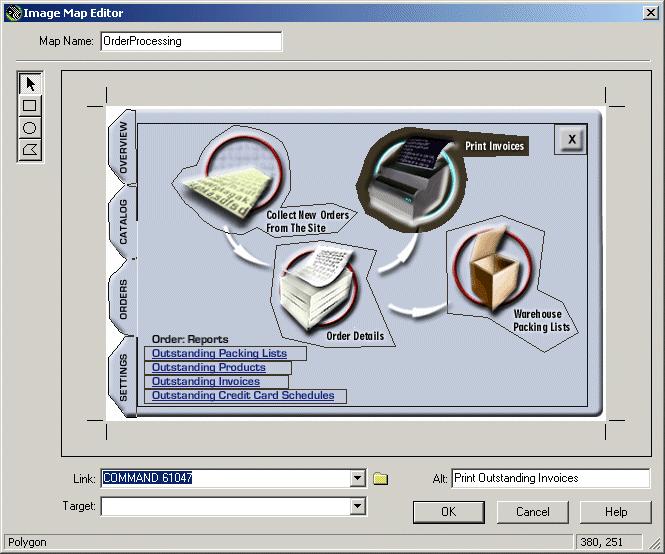 Image Map Editor
Map Name: OrderProcessing
OVERVIEW
CATALOG
ORDERS
SETTINGS
X
Print Invoices
Collect New Orders
From The Site
Order Details
Warehouse
Packing Lists
Order: Reports
Outstanding Packing Lists
Outstanding Products
Outstanding Invoices
Outstanding Credit Card Schedules
Link: COMMAND 61047
Alt: Print Outstanding Invoices
Target:
OK Cancel Help
Polygon 380, 251